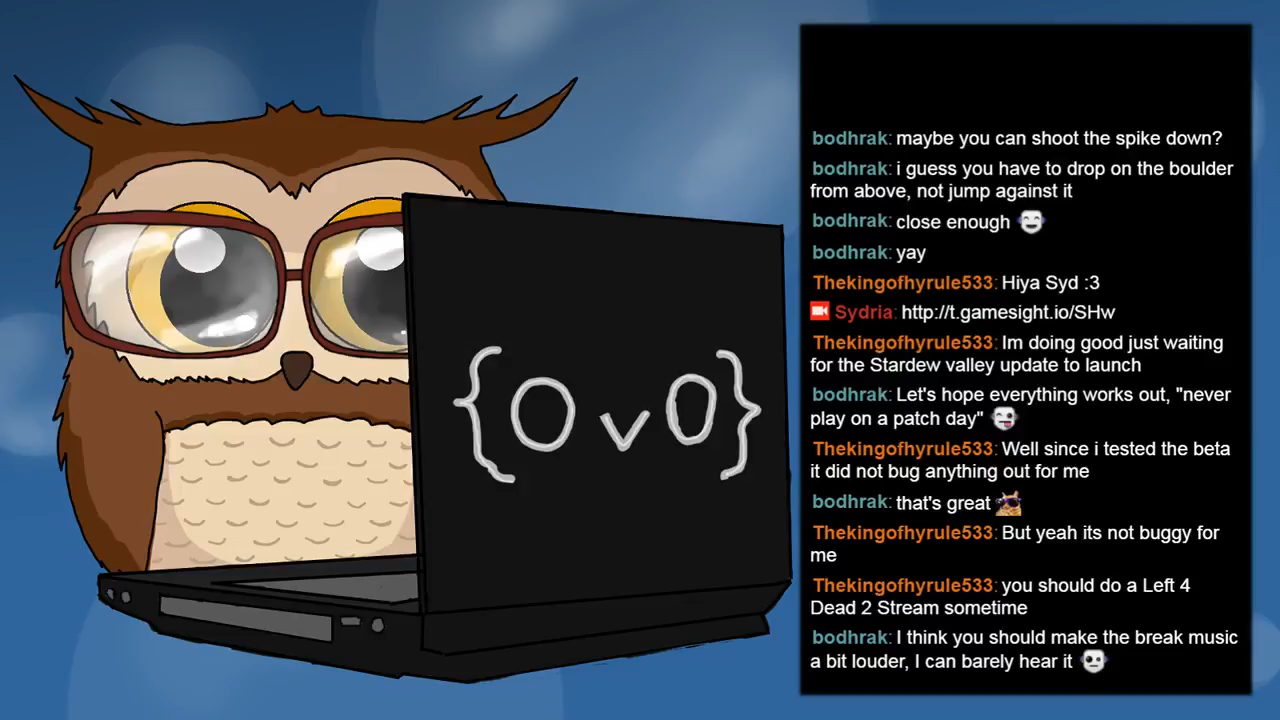 {OvO}
bodhrak: maybe you can shoot the spike down?
bodhrak: i guess you have to drop on the boulder
from above, not jump against it
bodhrak: close enough
bodhrak: yay
Thekingofhyrule533: Hiya Syd :3
Sydria: http://t.gamesight.io/SHw
Thekingofhyrule533: Im doing good just waiting
for the Stardew valley update to launch
bodhrak: Let's hope everything works out, "never
play on a patch day"
Thekingofhyrule533: Well since i tested the beta
it did not bug anything out for me
bodhrak: that's great
Thekingofhyrule533: But yeah its not buggy for
me
Thekingofhyrule533: you should do a Left 4
Dead 2 Stream sometime
bodhrak: I think you should make the break music
a bit louder, I can barely hear it